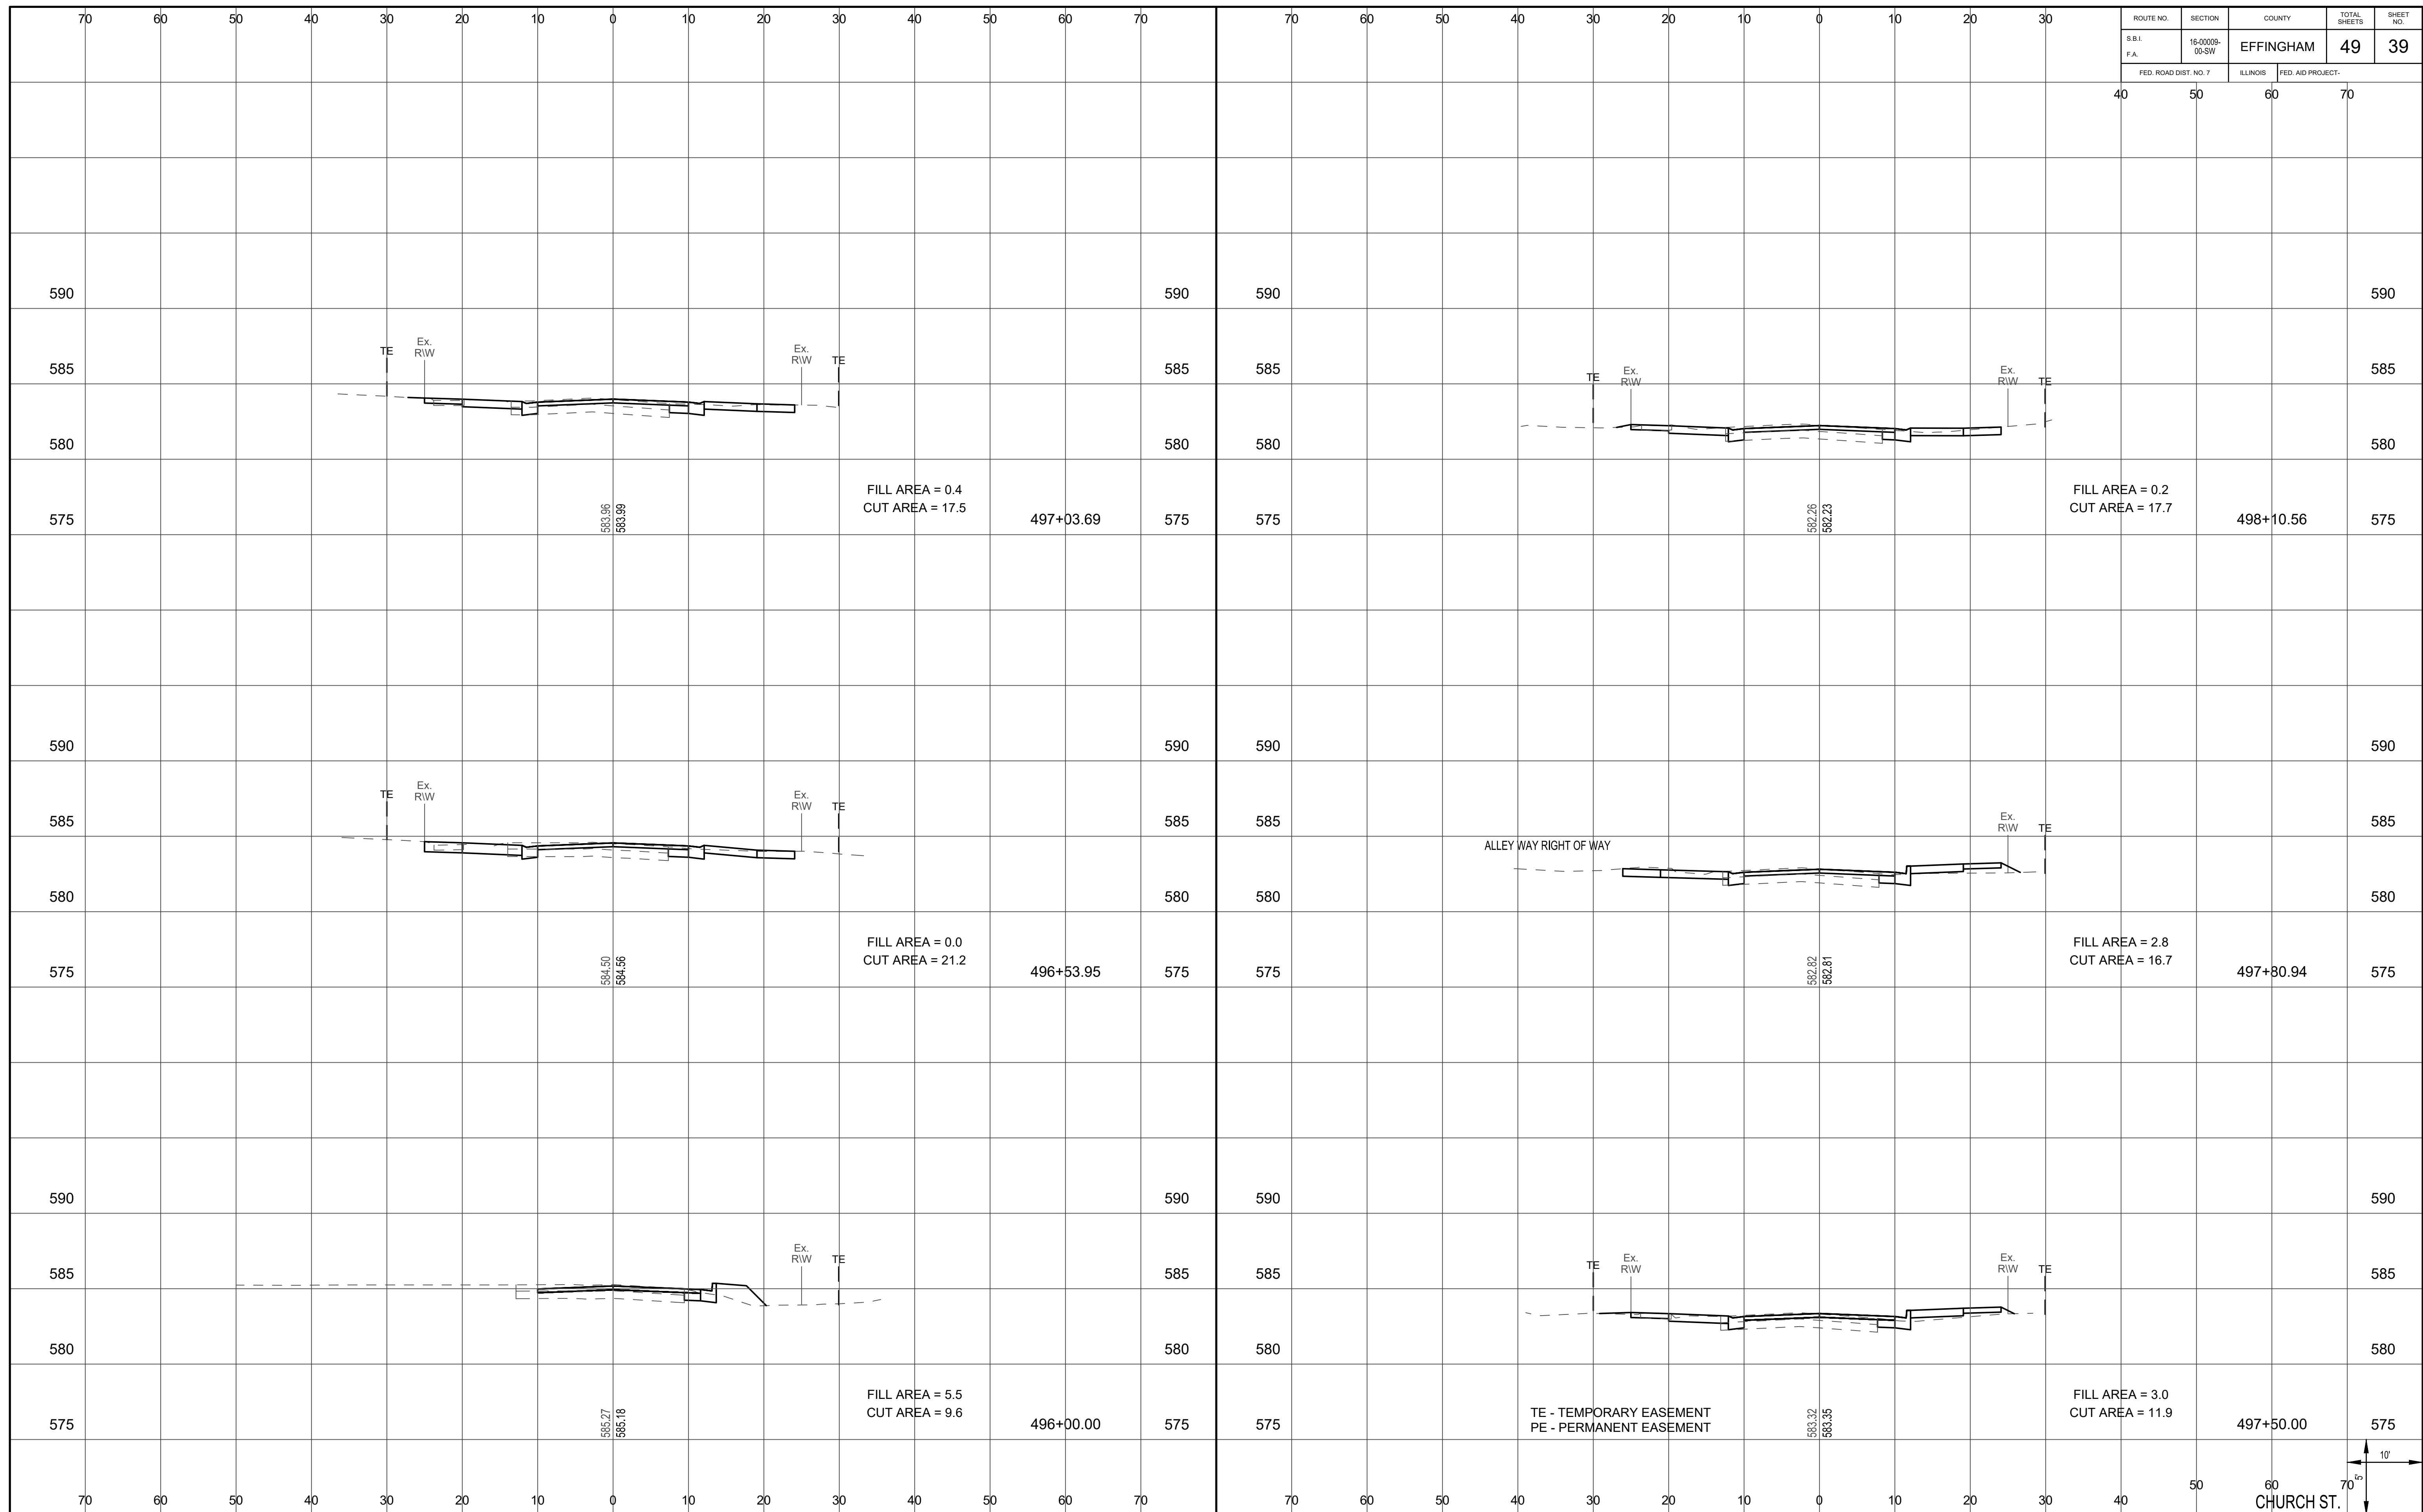 70 60 50 40 30 20 10 0 10 20 30 40 50 60 70 70 60 50 40 30 20 10 0 10 20 30
ROUTE NO. SECTION COUNTY TOTAL SHEETS SHEET NO.
S.B.I.
F.A.
16-00009-00-SW EFFINGHAM 49 39
FED. ROAD DIST. NO. 7 ILLINOIS FED. AID PROJECT-
40 50 60 70
590 590 590 590
TE Ex. R\W Ex. R\W TE
TE Ex. R\W Ex. R\W TE
585 585 585 585
580 580 580 580
FILL AREA = 0.4
CUT AREA = 17.5
FILL AREA = 0.2
CUT AREA = 17.7
575 583.96 583.99 497+03.69 575
575 582.26 582.23 498+10.56 575
590 590 590 590
TE Ex. R\W Ex. R\W TE
Ex. R\W TE
585 585 585 585
ALLEY WAY RIGHT OF WAY
580 580 580 580
FILL AREA = 0.0
CUT AREA = 21.2
FILL AREA = 2.8
CUT AREA = 16.7
575 584.50 584.56 496+53.95 575
575 582.82 582.81 497+80.94 575
590 590 590 590
Ex. R\W TE
TE Ex. R\W Ex. R\W TE
585 585 585 585
580 580 580 580
FILL AREA = 5.5
CUT AREA = 9.6
FILL AREA = 3.0
CUT AREA = 11.9
TE - TEMPORARY EASEMENT
PE - PERMANENT EASEMENT
575 585.27 585.18 496+00.00 575
575 583.32 583.35 497+50.00 575
10'
5'
50 60 70
70 60 50 40 30 20 10 0 10 20 30 40 50 60 70 70 60 50 40 30 20 10 0 10 20 30 40
CHURCH ST.